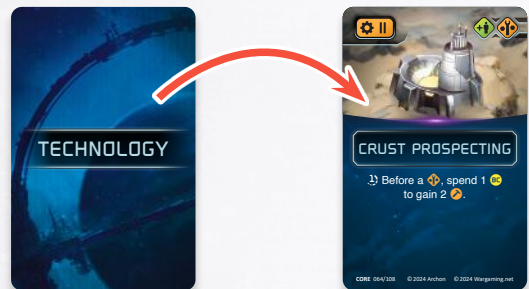 TECHNOLOGY
II
CRUST PROSPECTING
Before a , spend 1 BC
to gain 2 .
CORE 064/108 © 2024 Archon © 2024 Wargaming.net